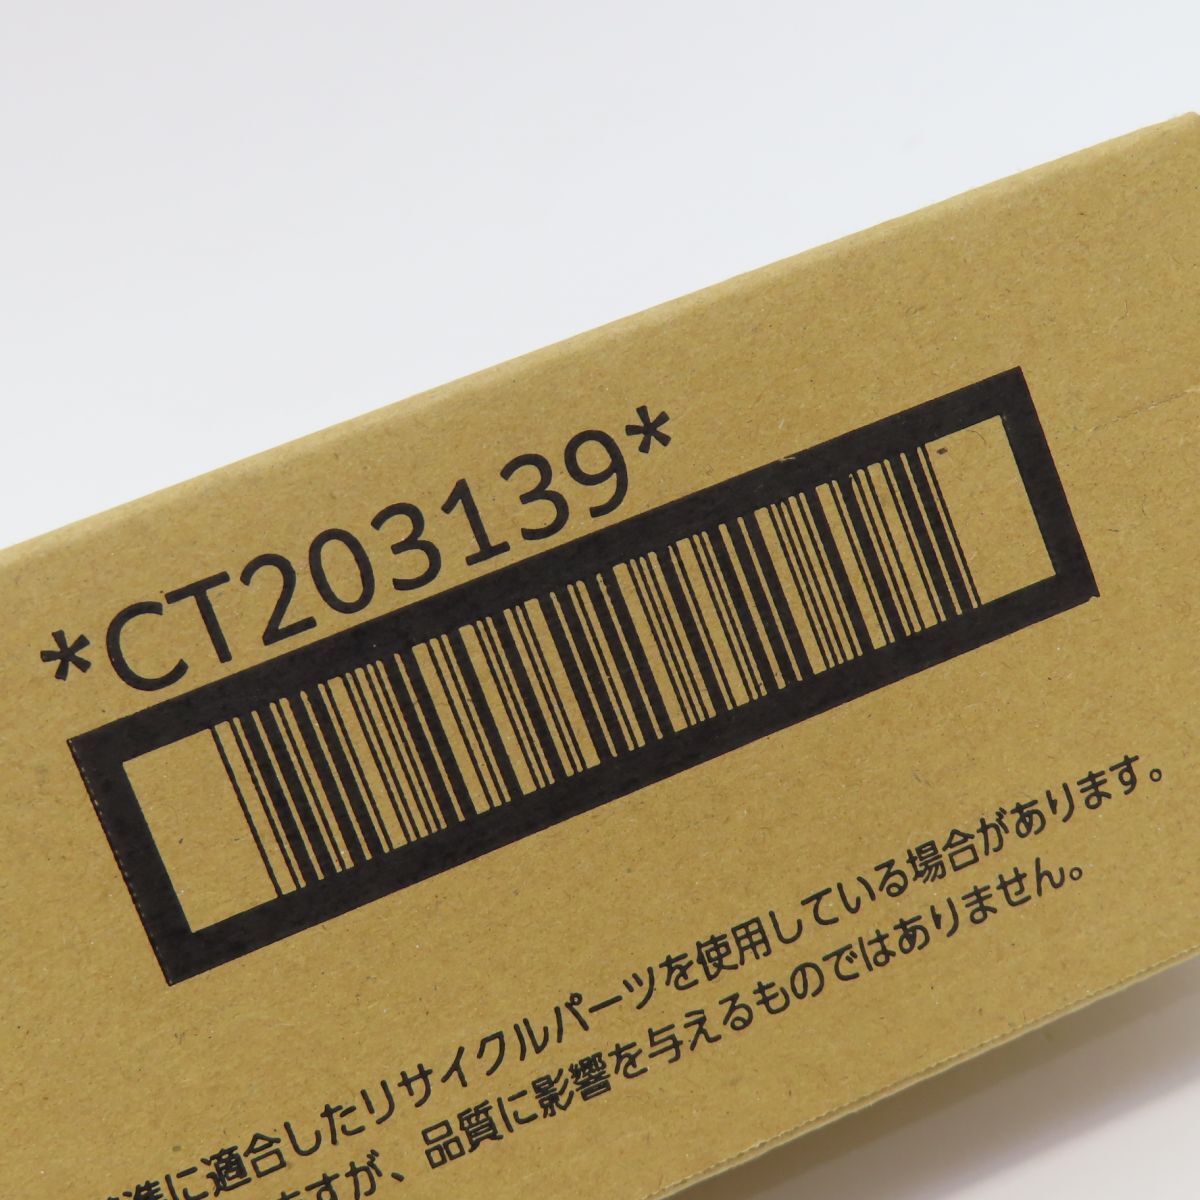 *CT203139*
準に適合したリサイクルパーツを使用している場合があります。
ますが、品質に影響を与えるものではありません。